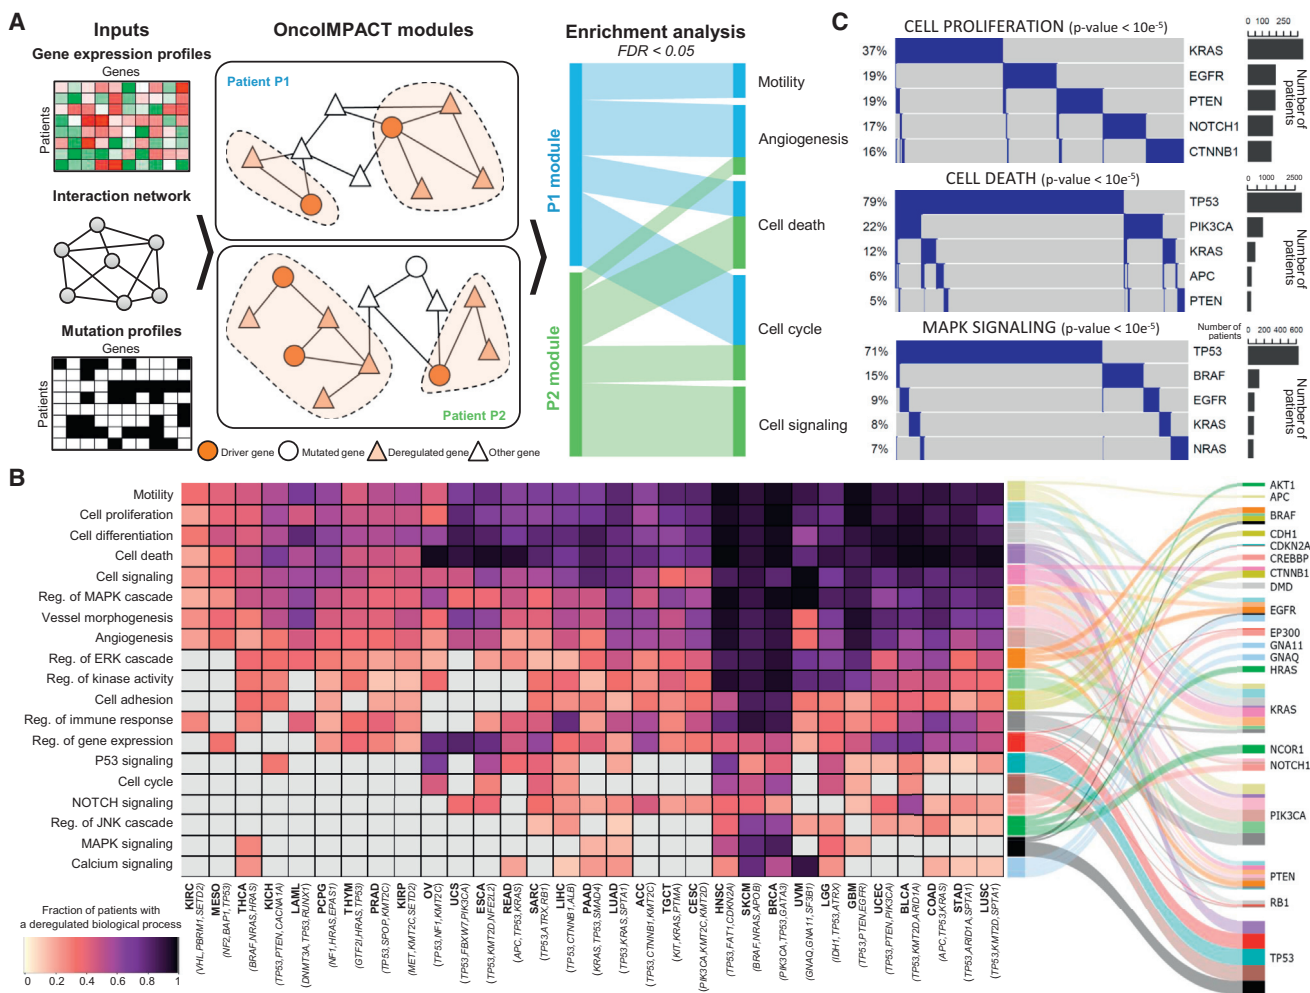 A
Inputs
Gene expression profiles
Genes
Patients
Interaction network
Mutation profiles
Genes
Patients
OncoIMPACT modules
Patient P1
Patient P2
Driver gene
Mutated gene
Deregulated gene
Other gene
Enrichment analysis
FDR < 0.05
P1 module
P2 module
Motility
Angiogenesis
Cell death
Cell cycle
Cell signaling
C
CELL PROLIFERATION (p-value < 10e-5)
0 100 250
37% KRAS
19% EGFR
19% PTEN
17% NOTCH1
16% CTNNB1
Number of patients
CELL DEATH (p-value < 10e-5)
0 1000 2500
79% TP53
22% PIK3CA
12% KRAS
6% APC
5% PTEN
Number of patients
MAPK SIGNALING (p-value < 10e-5)
Number of patients
0 200 400 600
71% TP53
15% BRAF
9% EGFR
8% KRAS
7% NRAS
Number of patients
B
Motility
Cell proliferation
Cell differentiation
Cell death
Cell signaling
Reg. of MAPK cascade
Vessel morphogenesis
Angiogenesis
Reg. of ERK cascade
Reg. of kinase activity
Cell adhesion
Reg. of immune response
Reg. of gene expression
P53 signaling
Cell cycle
NOTCH signaling
Reg. of JNK cascade
MAPK signaling
Calcium signaling
KIRC (VHL,PBRM1,SETD2)
MESO (NF2,BAP1,TP53)
THCA (BRAF,NRAS,HRAS)
KICH (TP53,PTEN,CACNA1A)
LAML (DNMT3A,TP53,RUNX1)
PCPG (NF1,HRAS,EPAS1)
THYM (GTF2I,HRAS,TP53)
PRAD (TP53,SPOP,KMT2C)
KIRP (MET,KMT2C,SETD2)
OV (TP53,NF1,KMT2C)
UCS (TP53,FBXW7,PIK3CA)
ESCA (TP53,KMT2D,NFE2L2)
READ (APC,TP53,KRAS)
SARC (TP53,ATRX,RB1)
LIHC (TP53,CTNNB1,ALB)
PAAD (KRAS,TP53,SMAD4)
LUAD (TP53,KRAS,SPTA1)
ACC (TP53,CTNNB1,KMT2C)
TGCT (KIT,KRAS,PTMA)
CESC (PIK3CA,KMT2C,KMT2D)
HNSC (TP53,FAT1,CDKN2A)
SKCM (BRAF,NRAS,APOB)
BRCA (PIK3CA,TP53,GATA3)
UVM (GNAQ,GNA11,SF3B1)
LGG (IDH1,TP53,ATRX)
GBM (TP53,PTEN,EGFR)
UCEC (TP53,PTEN,PIK3CA)
BLCA (TP53,KMT2D,ARID1A)
COAD (APC,TP53,KRAS)
STAD (TP53,ARID1A,SPTA1)
LUSC (TP53,KMT2D,SPTA1)
Fraction of patients with
a deregulated biological process
0 0.2 0.4 0.6 0.8 1
AKT1
APC
BRAF
CDH1
CDKN2A
CREBBP
CTNNB1
DMD
EGFR
EP300
GNA11
GNAQ
HRAS
KRAS
NCOR1
NOTCH1
PIK3CA
PTEN
RB1
TP53